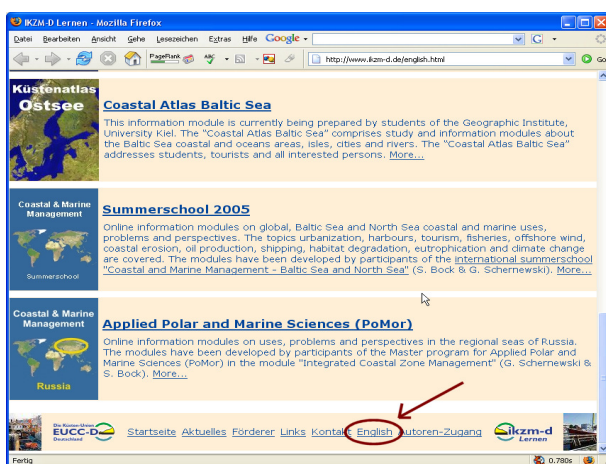 IKZM-D Lernen - Mozilla Firefox
Datei Bearbeiten Ansicht Gehe Lesezeichen Extras Hilfe Google
PageRank
http://www.ikzm-d.de/english.html
Go
Küstenatlas
Ostsee
Coastal Atlas Baltic Sea
This information module is currently being prepared by students of the Geographic Institute,
University Kiel. The "Coastal Atlas Baltic Sea" comprises study and information modules about
the Baltic Sea coastal and oceans areas, isles, cities and rivers. The "Coastal Atlas Baltic Sea"
addresses students, tourists and all interested persons. More...
Coastal & Marine
Management
Summerschool
Summerschool 2005
Online information modules on global, Baltic Sea and North Sea coastal and marine uses,
problems and perspectives. The topics urbanization, harbours, tourism, fisheries, offshore wind,
coastal erosion, oil production, shipping, habitat degradation, eutrophication and climate change
are covered. The modules have been developed by participants of the international summerschool
"Coastal and Marine Management - Baltic Sea and North Sea" (S. Bock & G. Schernewski). More...
Coastal & Marine
Management
Russia
Applied Polar and Marine Sciences (PoMor)
Online information modules on uses, problems and perspectives in the regional seas of Russia.
The modules have been developed by participants of the Master program for Applied Polar and
Marine Sciences (PoMor) in the module "Integrated Coastal Zone Management" (G. Schernewski &
S. Bock). More...
Die Küsten-Union
EUCC-D
Deutschland
Startseite Aktuelles Förderer Links Kontakt English Autoren-Zugang
ikzm-d
Lernen
Fertig
0.780s